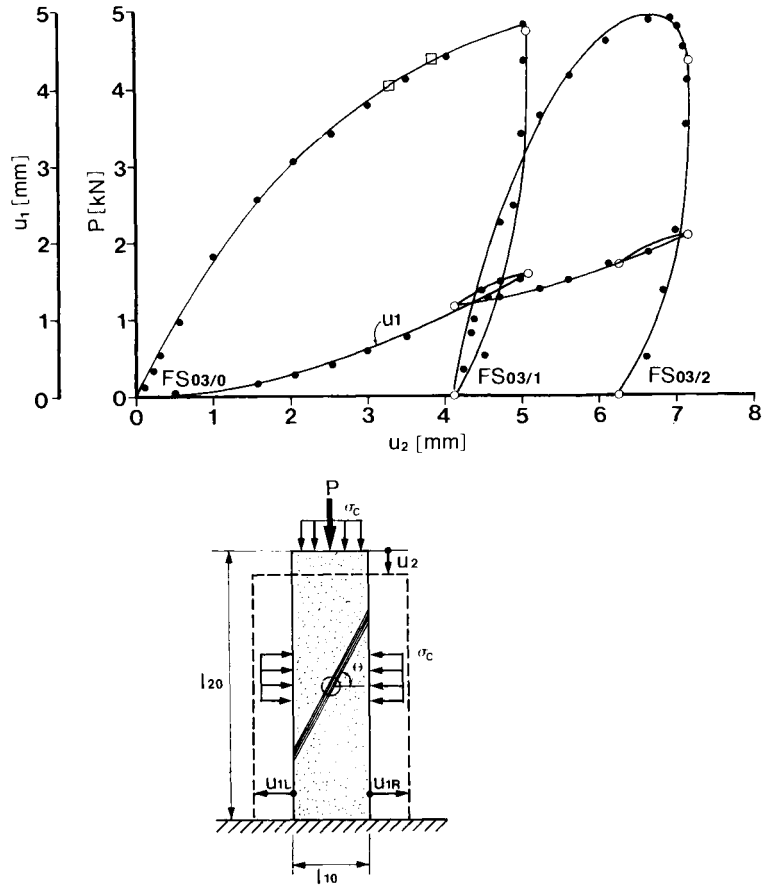 u₁ [mm]
5
4
3
2
1
0
P [kN]
5
4
3
2
1
0
u1
FS03/0
FS03/1
FS03/2
0 1 2 3 4 5 6 7 8
u₂ [mm]
P
σc
u₂
σc
θ
l20
u1L
u1R
l10